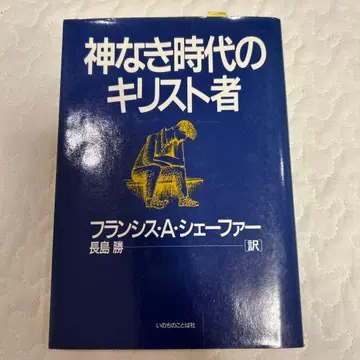 神なき時代の
キリスト者
フランシス・A・シェーファー
長島 勝 [訳]
いのちのことば社